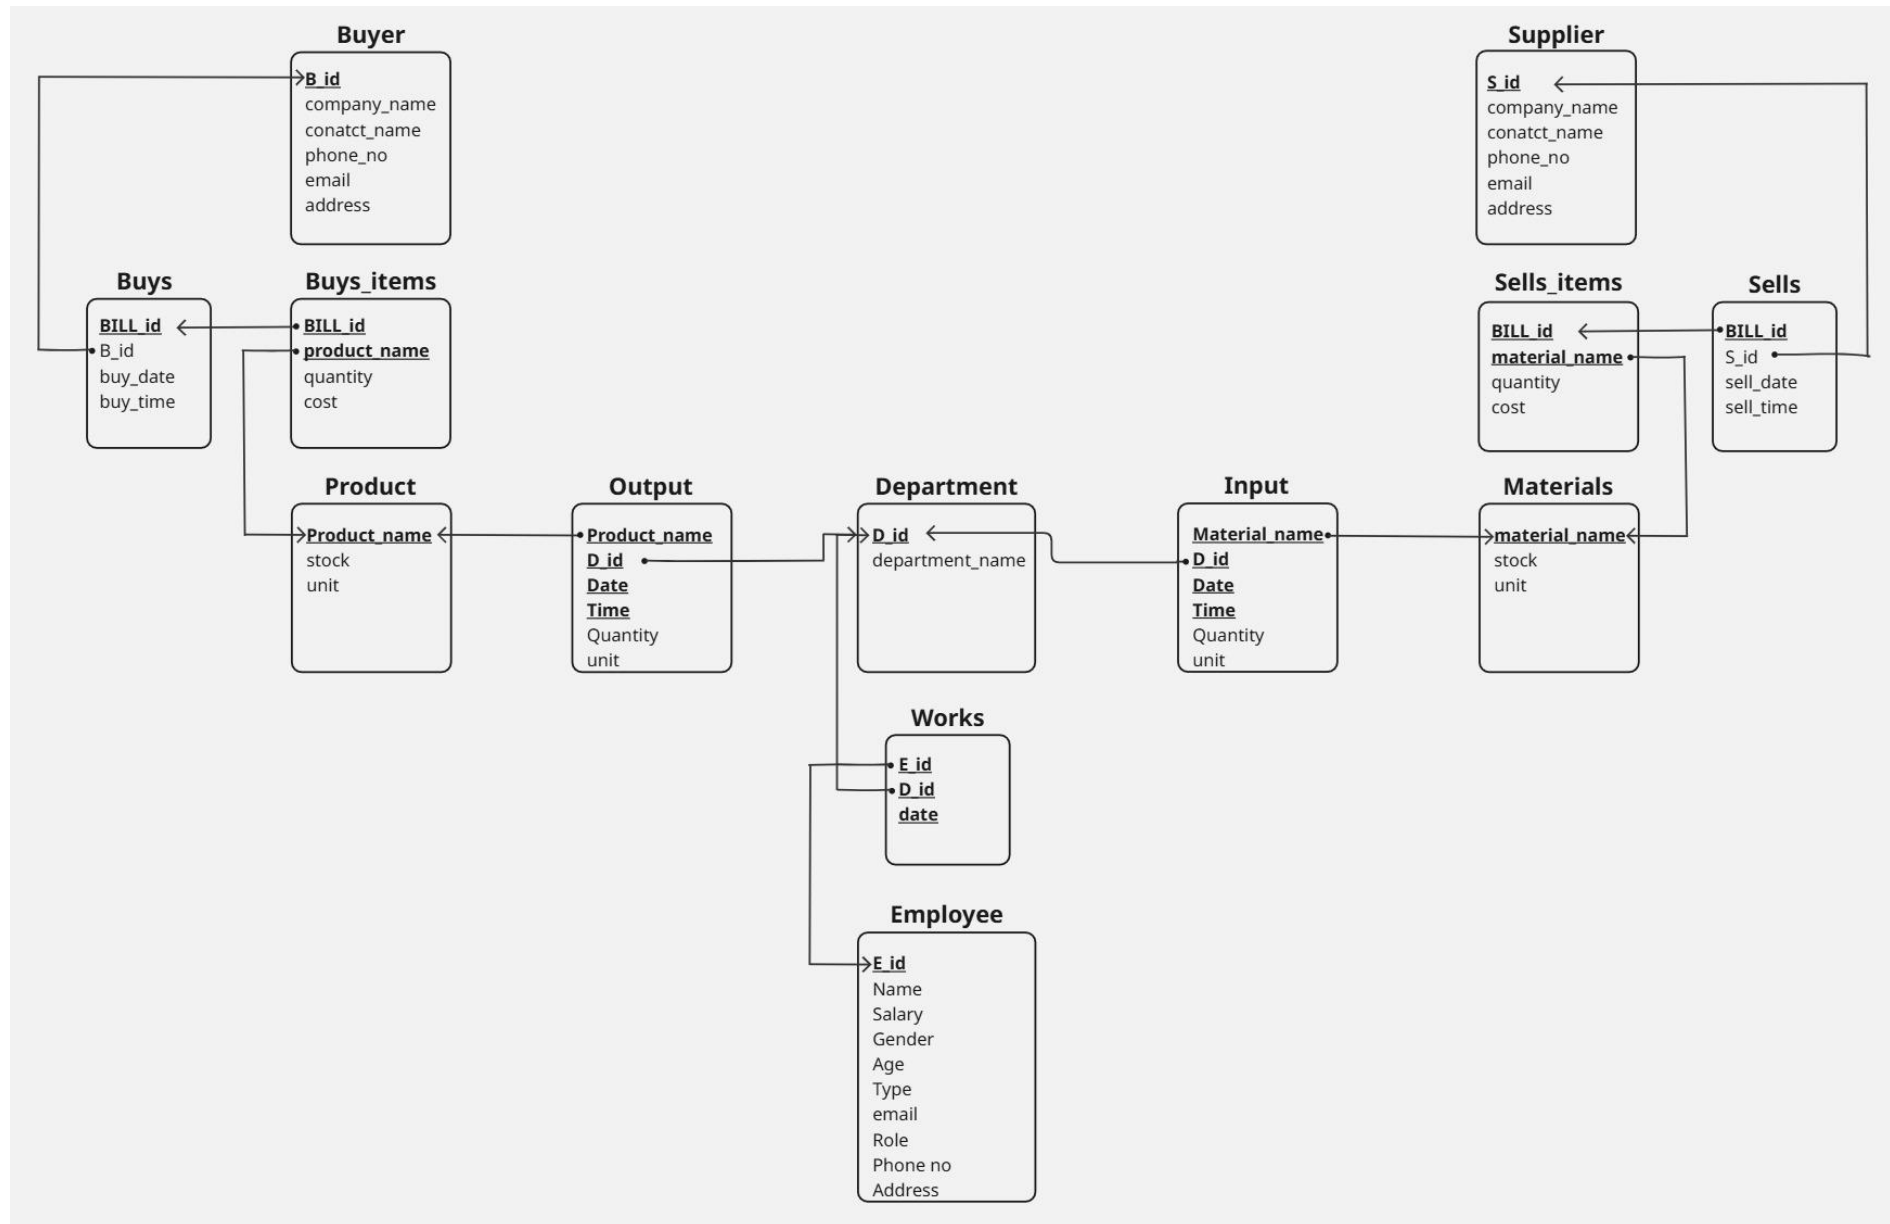 Buyer
B_id
company_name
conatct_name
phone_no
email
address
Supplier
S_id
company_name
conatct_name
phone_no
email
address
Buys
BILL_id
B_id
buy_date
buy_time
Buys_items
BILL_id
product_name
quantity
cost
Sells_items
BILL_id
material_name
quantity
cost
Sells
BILL_id
S_id
sell_date
sell_time
Product
Product_name
stock
unit
Output
Product_name
D_id
Date
Time
Quantity
unit
Department
D_id
department_name
Input
Material_name
D_id
Date
Time
Quantity
unit
Materials
material_name
stock
unit
Works
E_id
D_id
date
Employee
E_id
Name
Salary
Gender
Age
Type
email
Role
Phone no
Address